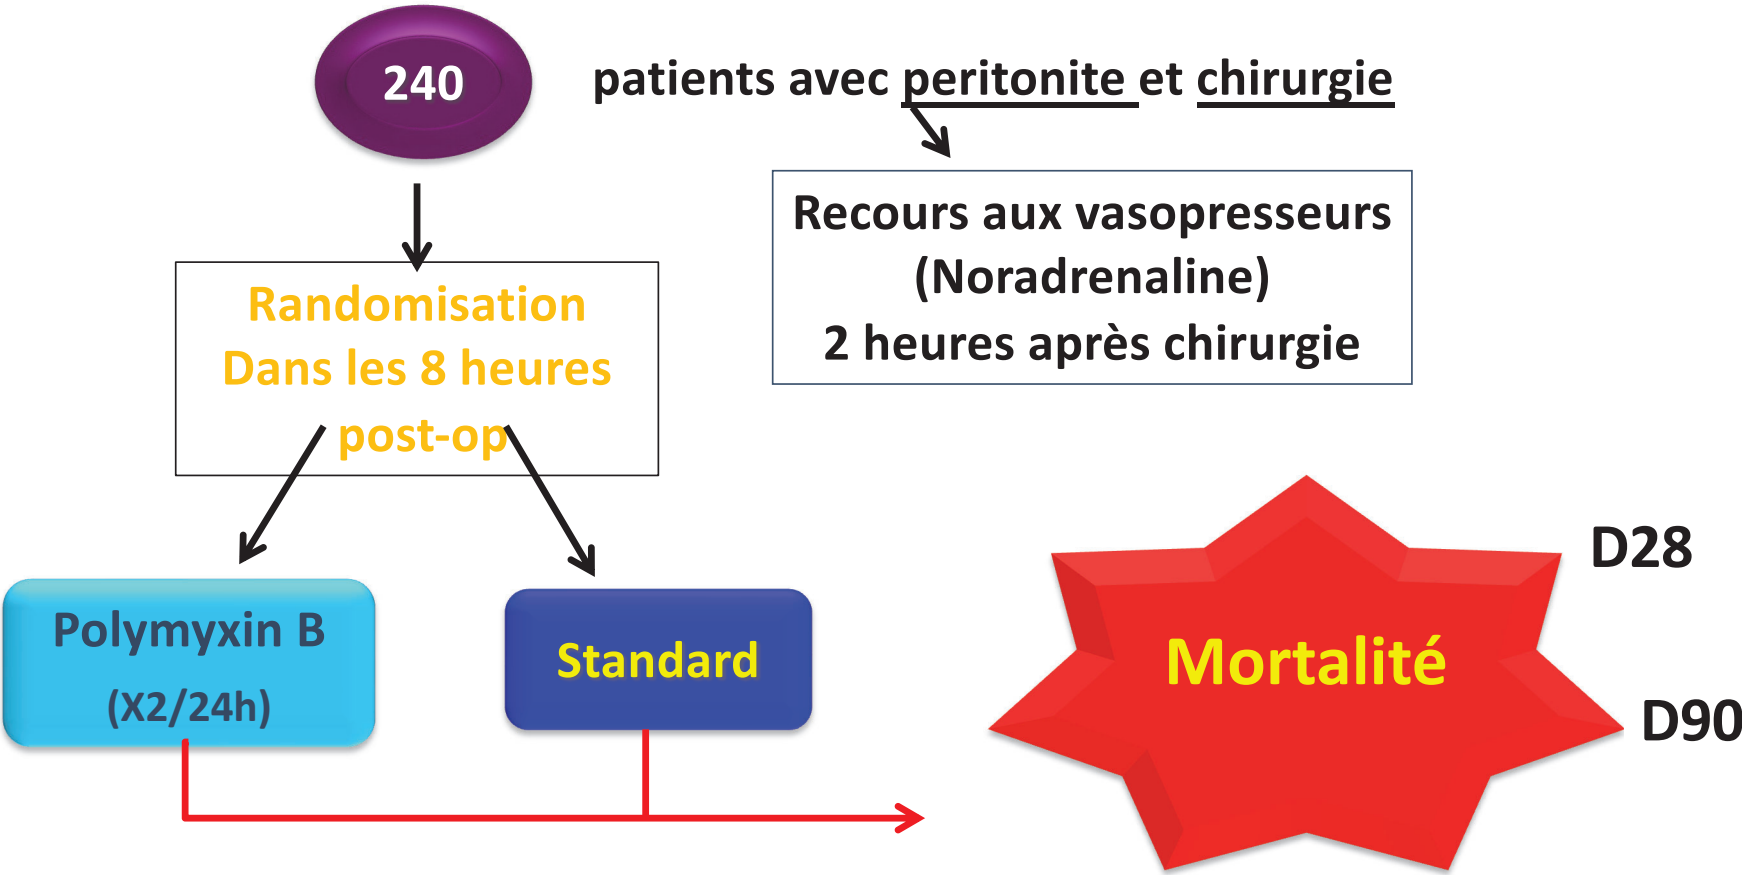 240
patients avec peritonite et chirurgie
Recours aux vasopresseurs
(Noradrenaline)
2 heures après chirurgie
Randomisation
Dans les 8 heures
post-op
Polymyxin B
(X2/24h)
Standard
Mortalité
D28
D90